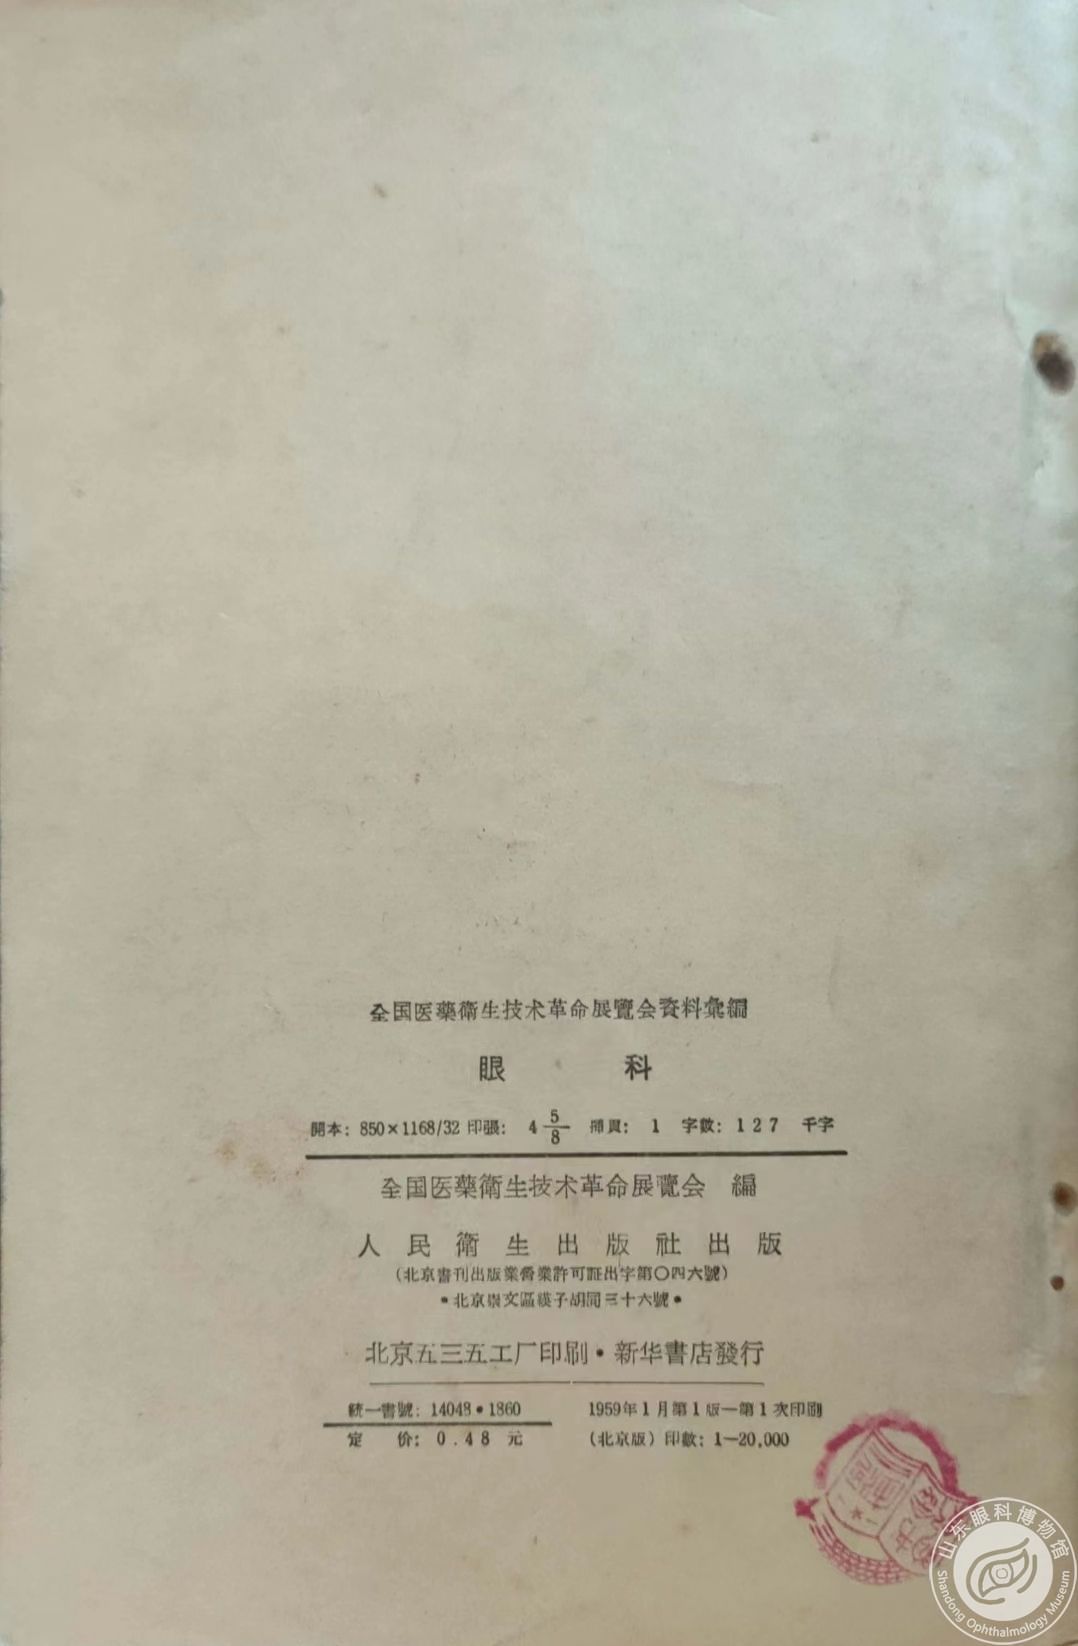 全国医藥衛生技术革命展覽会資料彙編
眼 科
開本: 850×1168/32 印張: 4 5/8 插頁: 1 字数: 127 千字
全国医藥衛生技术革命展覽会 編
人民衛生出版社出版
(北京書刊出版業營業許可証出字第〇四六號)
•北京崇文區 子胡同三十六號•
北京五三五工厂印刷•新华書店發行
統一書號: 14048•1860
定 价: 0.48 元
1959年1月第1版—第1次印刷
(北京版) 印数: 1—20,000
山东眼科博物馆
Shandong Ophthalmology Museum